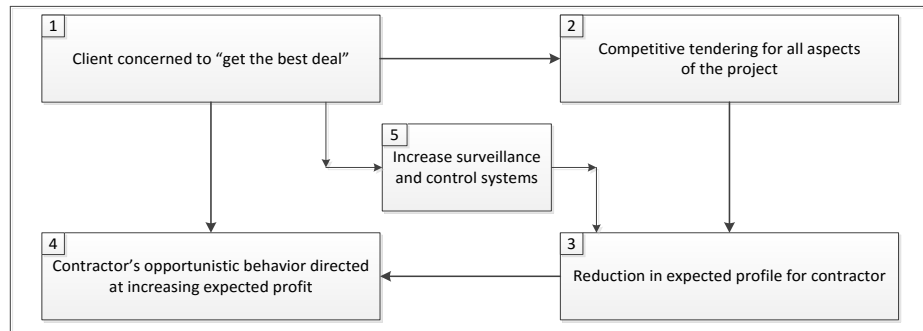 1
Client concerned to “get the best deal”
2
Competitive tendering for all aspects
of the project
5
Increase surveillance
and control systems
4
Contractor’s opportunistic behavior directed
at increasing expected profit
3
Reduction in expected profile for contractor